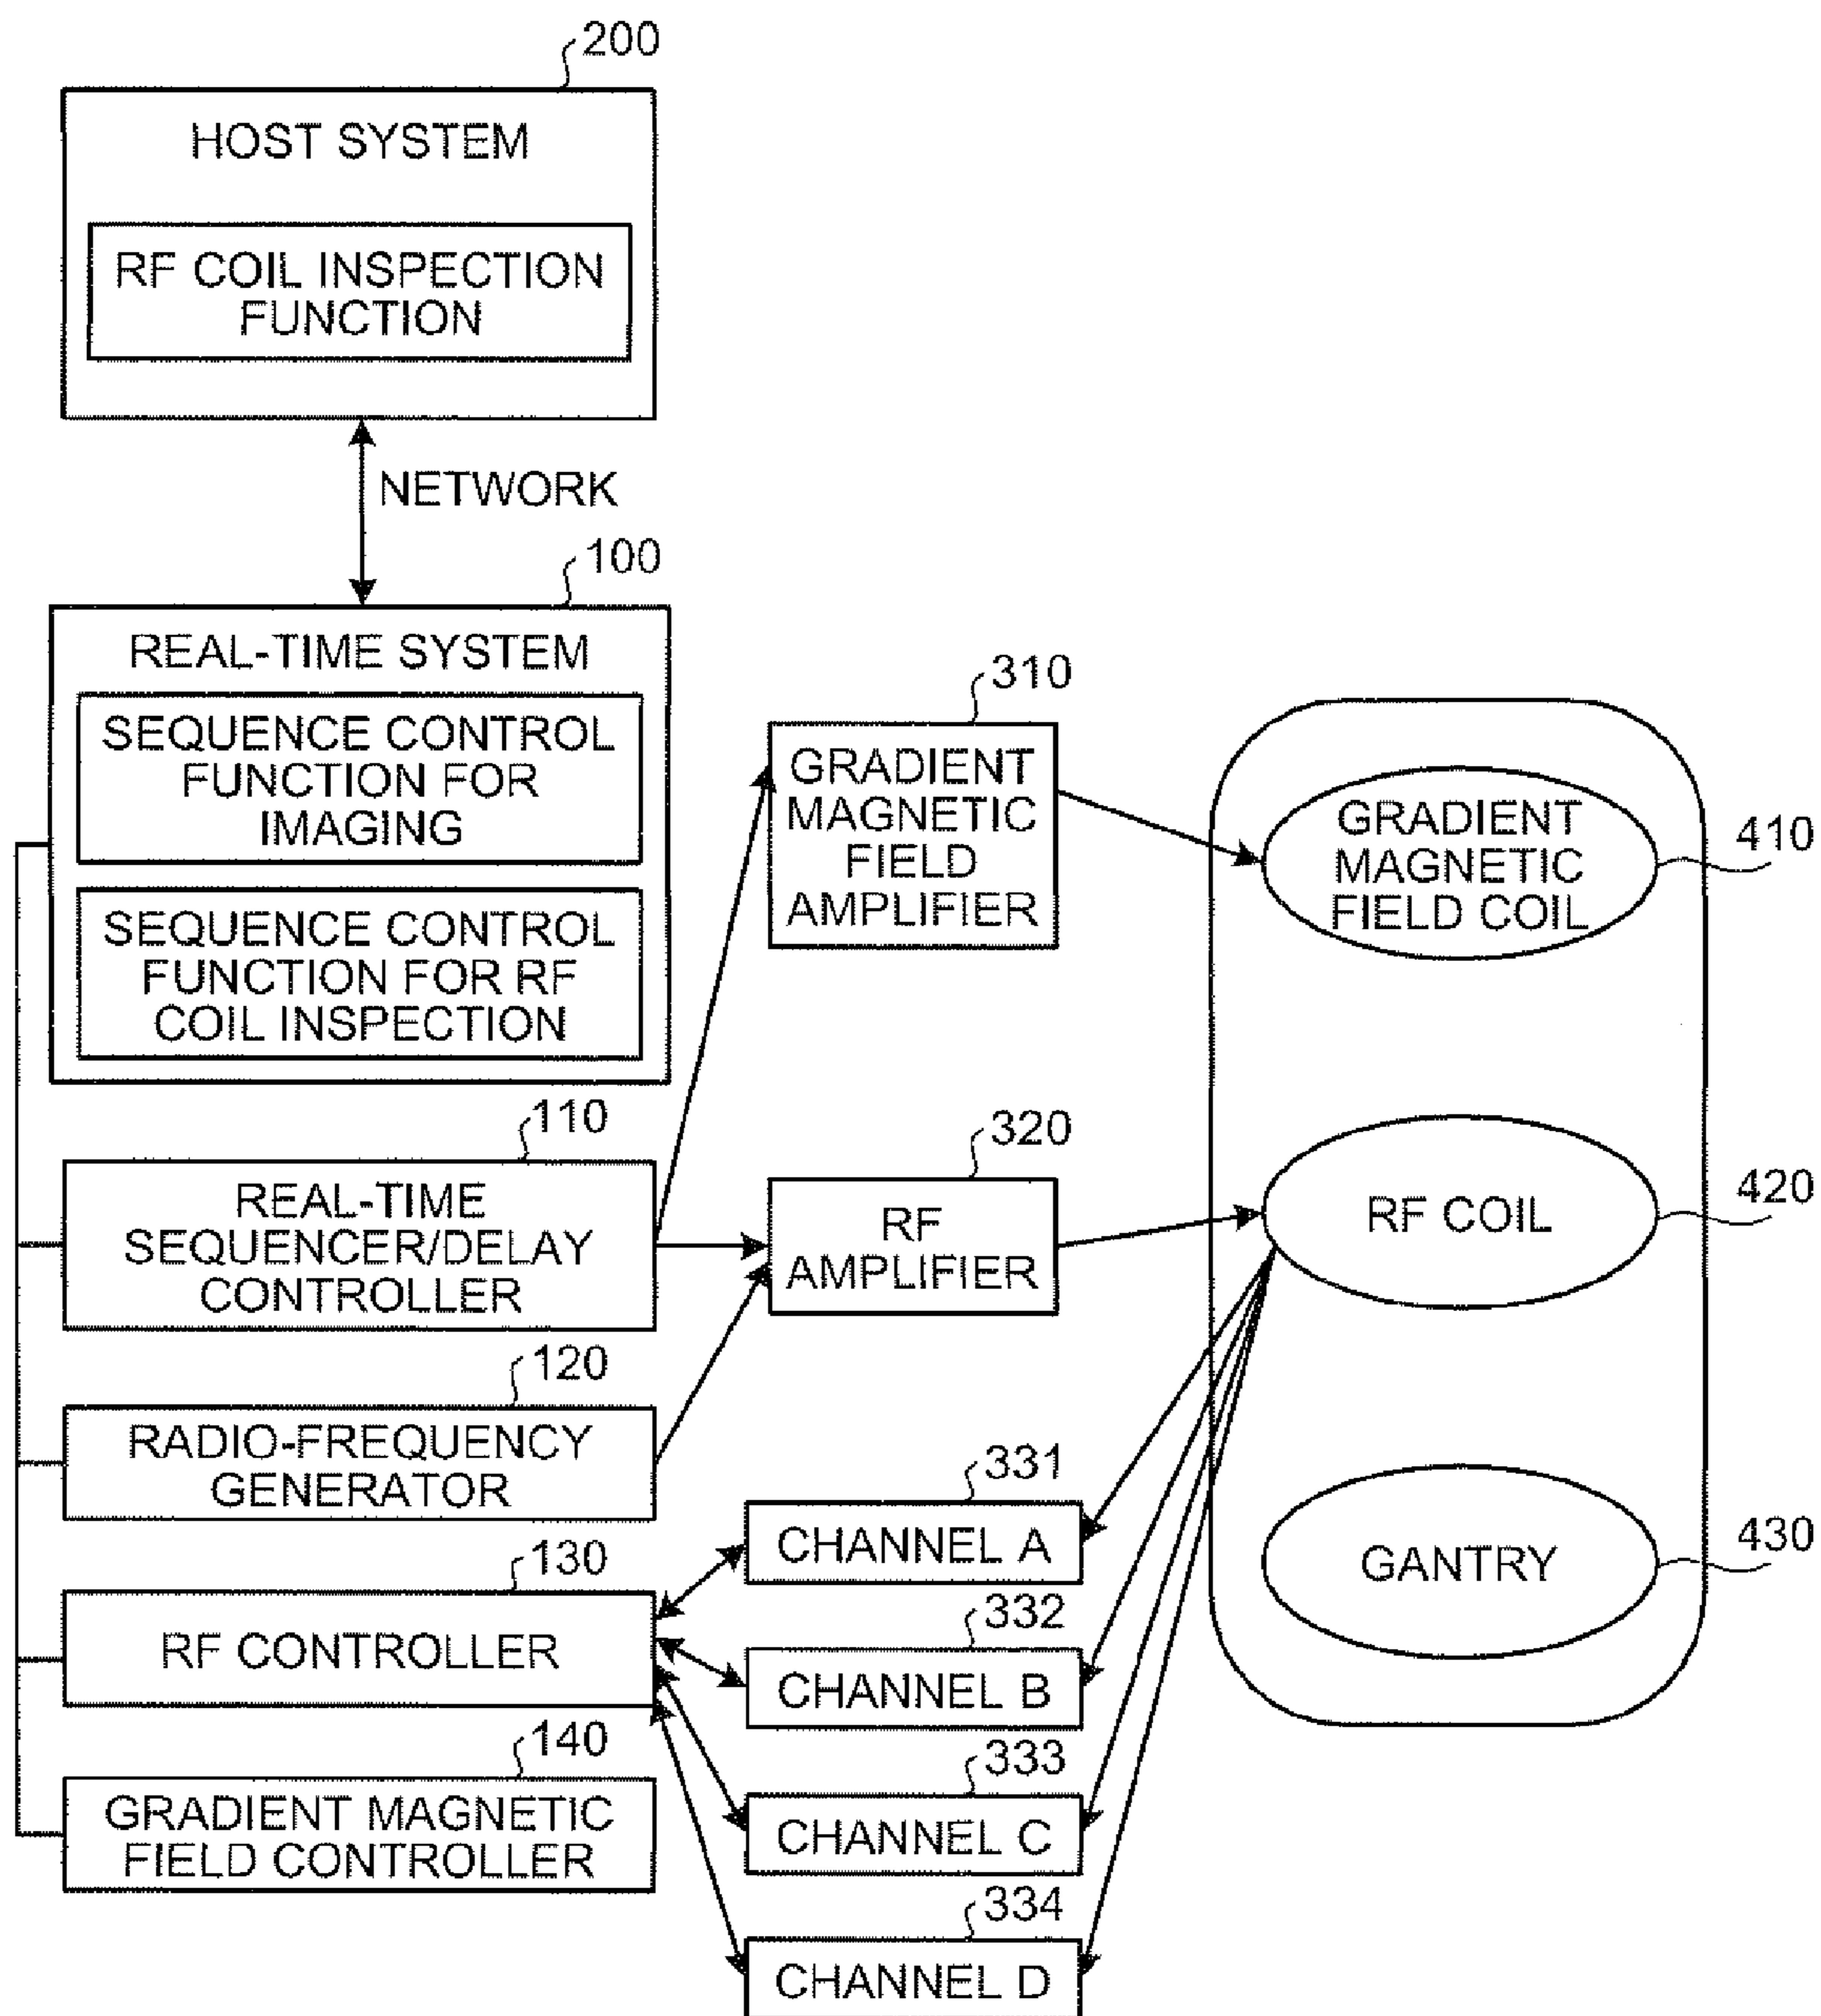 200
HOST SYSTEM
RF COIL INSPECTION
FUNCTION
NETWORK
100
REAL-TIME SYSTEM
SEQUENCE CONTROL
FUNCTION FOR
IMAGING
SEQUENCE CONTROL
FUNCTION FOR RF
COIL INSPECTION
110
REAL-TIME
SEQUENCER/DELAY
CONTROLLER
120
RADIO-FREQUENCY
GENERATOR
130
RF CONTROLLER
140
GRADIENT MAGNETIC
FIELD CONTROLLER
310
GRADIENT
MAGNETIC
FIELD
AMPLIFIER
320
RF
AMPLIFIER
331
CHANNEL A
332
CHANNEL B
333
CHANNEL C
334
CHANNEL D
GRADIENT
MAGNETIC
FIELD COIL
410
RF COIL
420
GANTRY
430